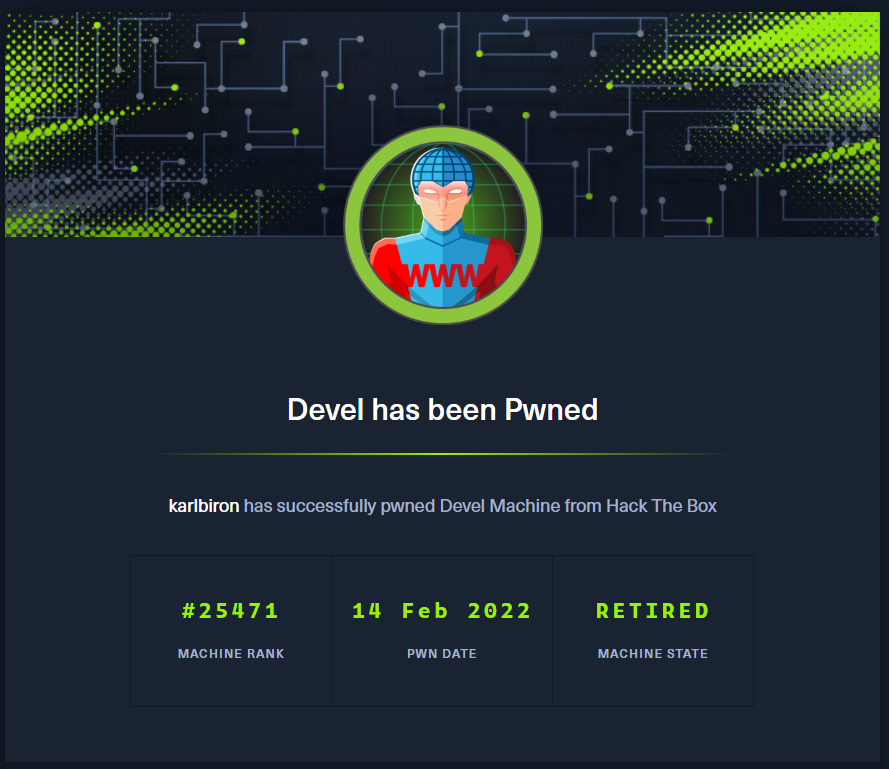 WWW
Devel has been Pwned
karlbiron has successfully pwned Devel Machine from Hack The Box
#25471 14 Feb 2022 RETIRED
MACHINE RANK PWN DATE MACHINE STATE